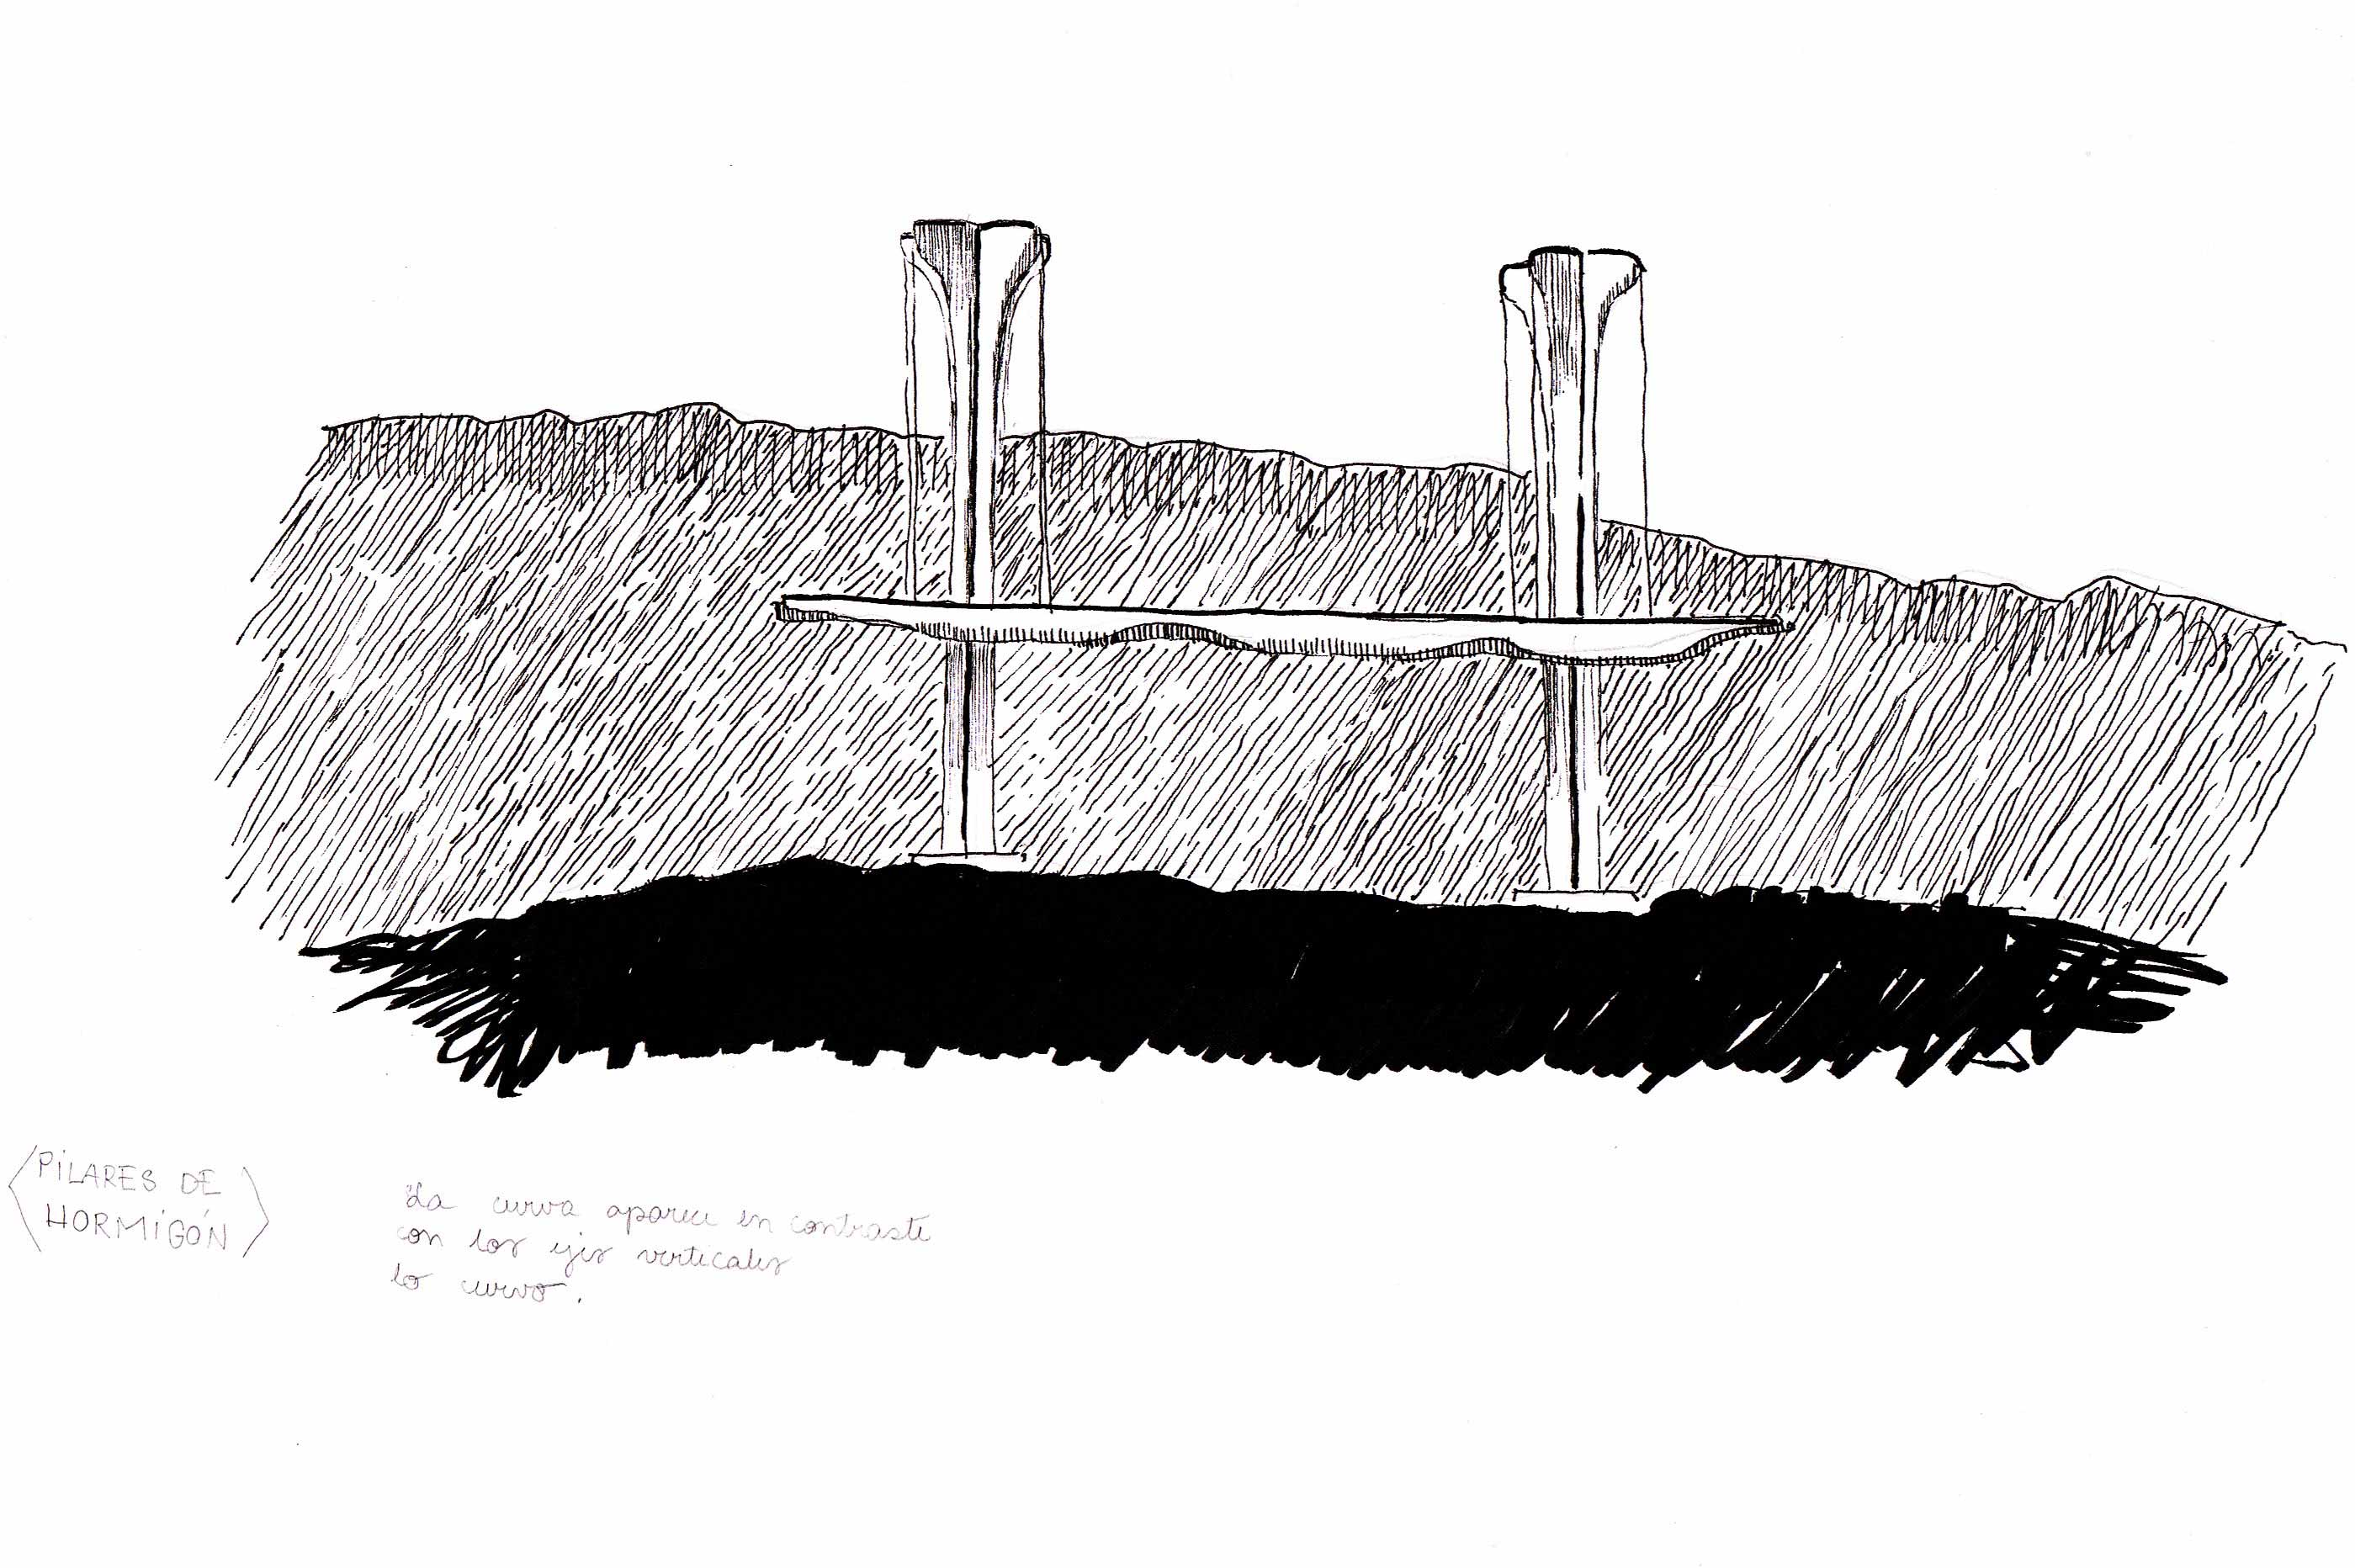 PILARES DE
HORMIGÓN
La curva aparece en contraste
con los ejes verticales
lo curvo.